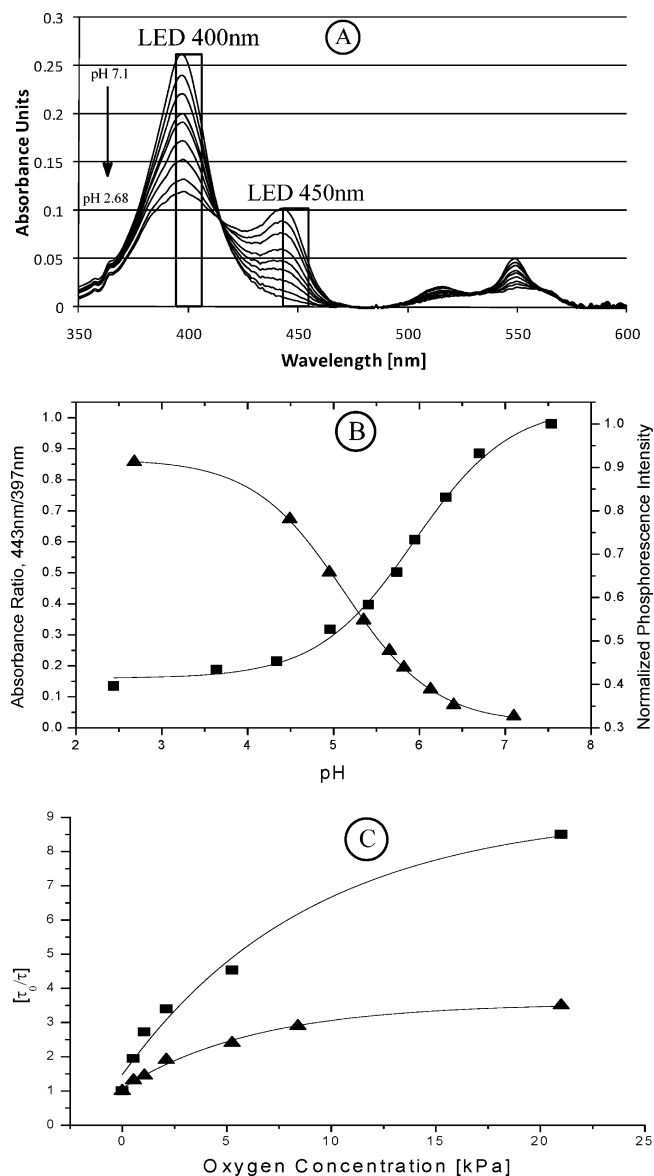 A
LED 400nm
LED 450nm
pH 7.1
pH 2.68
Absorbance Units
0.3
0.25
0.2
0.15
0.1
0.05
0
350 400 450 500 550 600
Wavelength [nm]
B
Absorbance Ratio, 443nm/397nm
1.0
0.9
0.8
0.7
0.6
0.5
0.4
0.3
0.2
0.1
0.0
Normalized Phosphorescence Intensity
1.0
0.9
0.8
0.7
0.6
0.5
0.4
0.3
2 3 4 5 6 7 8
pH
C
[τ0/τ]
9
8
7
6
5
4
3
2
1
0
0 5 10 15 20 25
Oxygen Concentration [kPa]